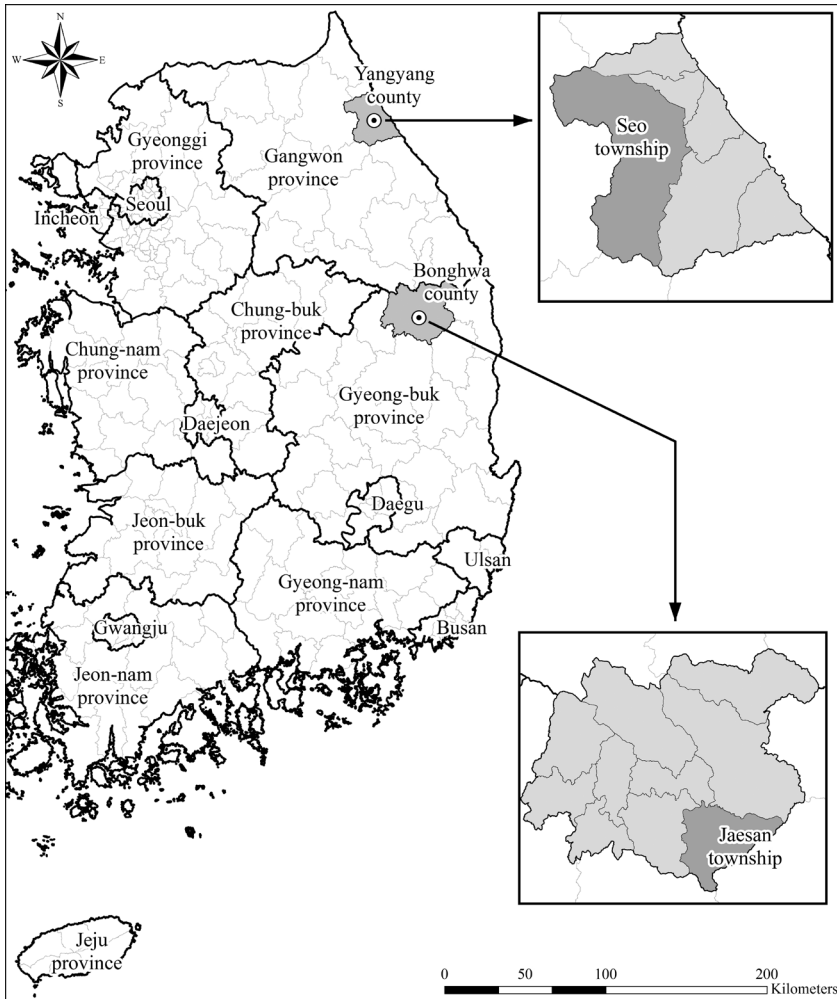 N
W E
S
Yangyang
county
Gyeonggi
province
Gangwon
province
Seoul
Incheon
Seo
township
Bonghwa
county
Chung-buk
province
Chung-nam
province
Gyeong-buk
province
Daejeon
Daegu
Jeon-buk
province
Ulsan
Gyeong-nam
province
Gwangju
Busan
Jeon-nam
province
Jaesan
township
Jeju
province
0 50 100 200
Kilometers